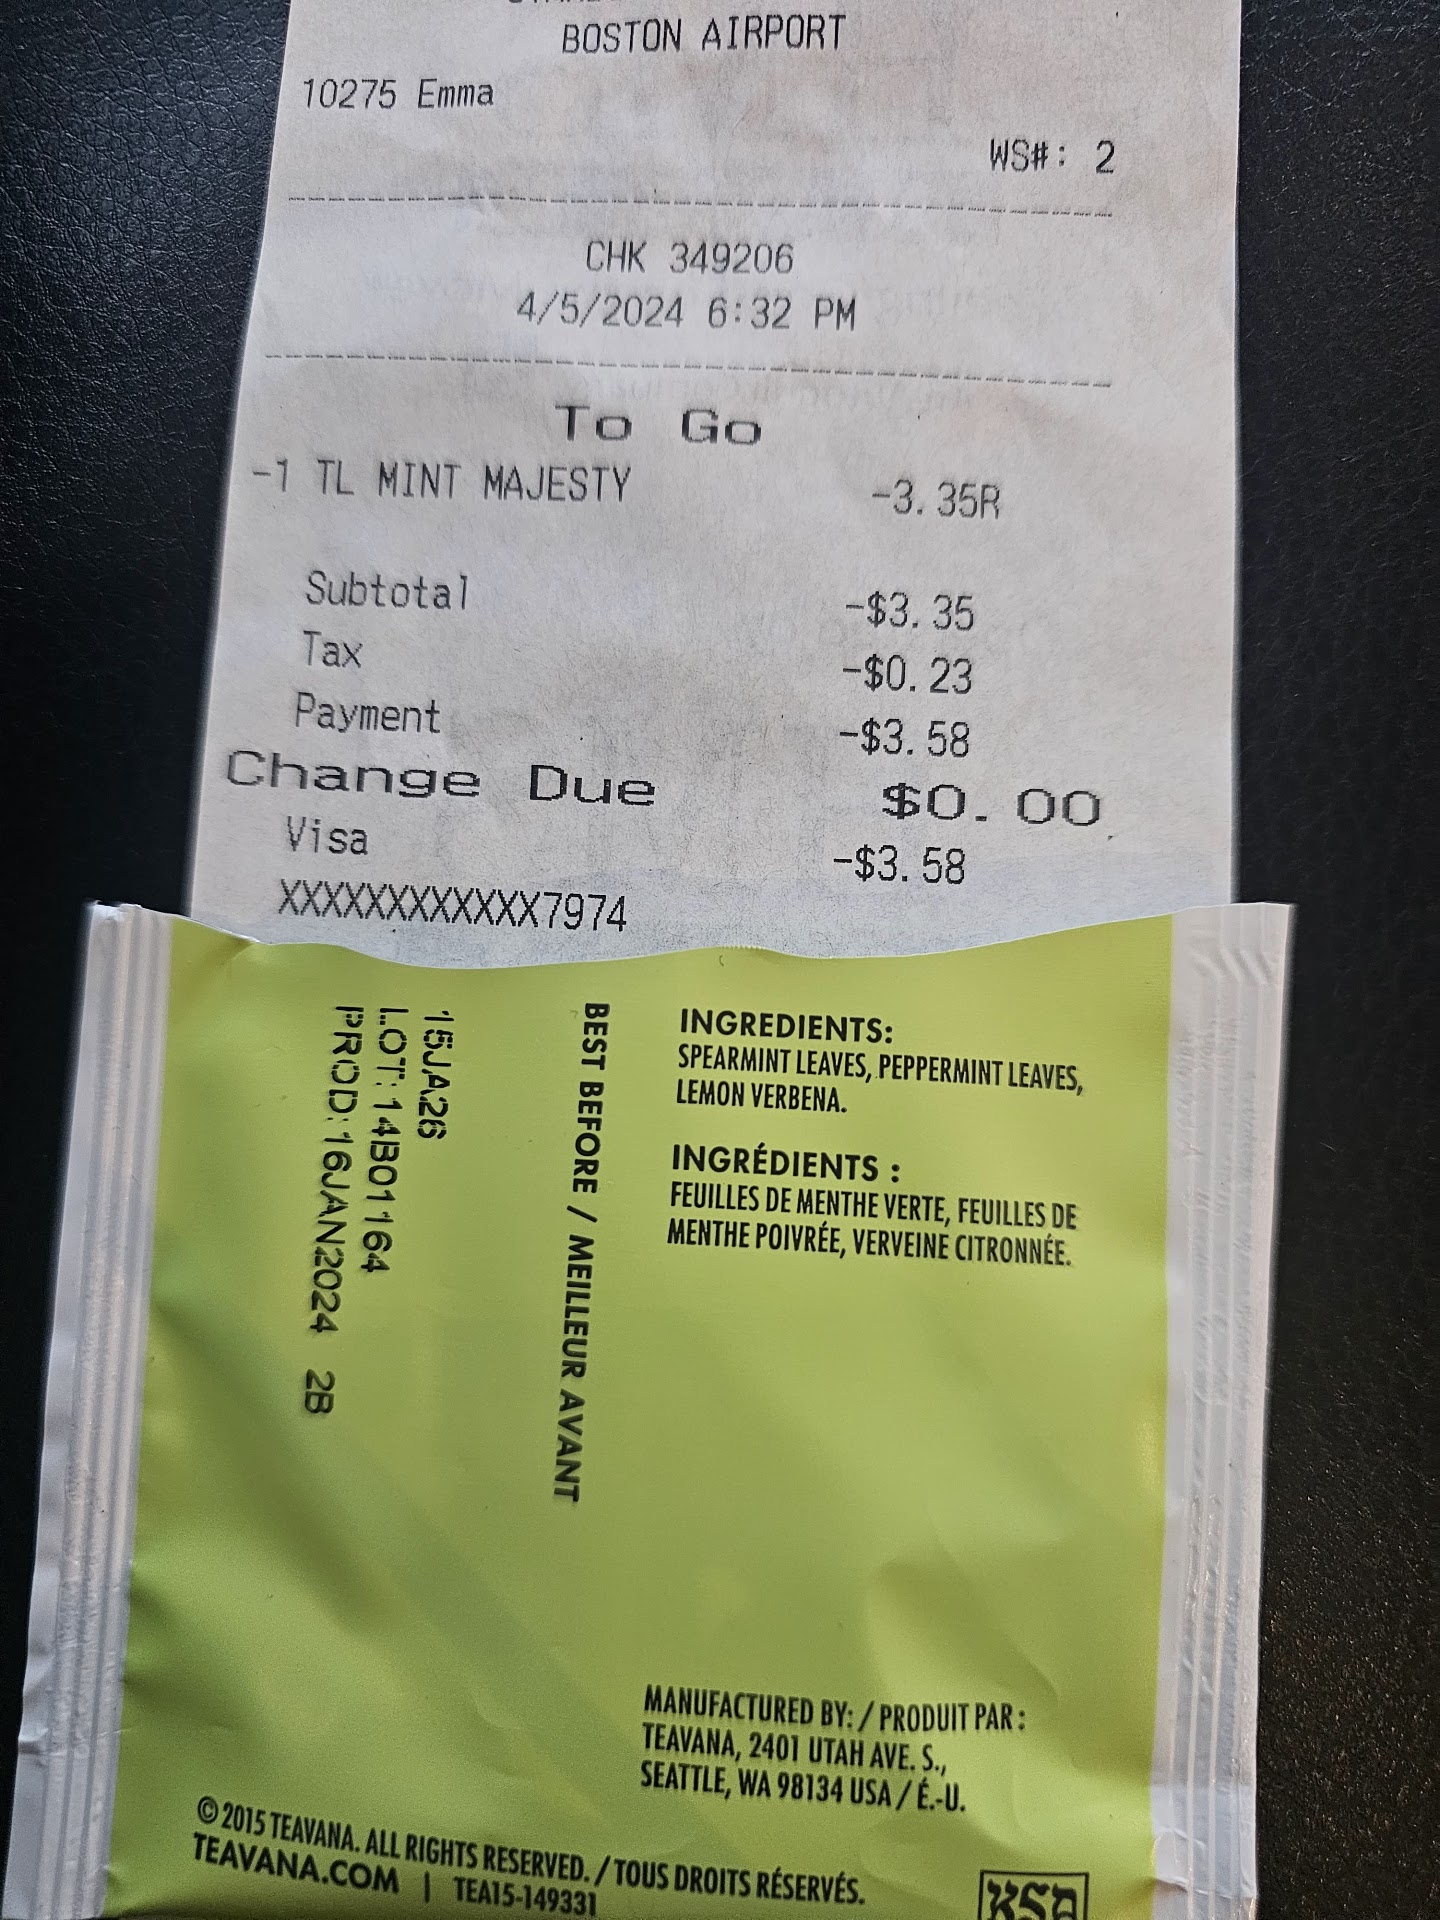 BOSTON AIRPORT
10275 Emma
WS#: 2
CHK 349206
4/5/2024 6:32 PM
To Go
-1 TL MINT MAJESTY -3.35R
Subtotal -$3.35
Tax -$0.23
Payment -$3.58
Change Due $0.00
Visa -$3.58
XXXXXXXXXXXX7974
INGREDIENTS:
SPEARMINT LEAVES, PEPPERMINT LEAVES,
LEMON VERBENA.
INGRÉDIENTS :
FEUILLES DE MENTHE VERTE, FEUILLES DE
MENTHE POIVRÉE, VERVEINE CITRONNÉE.
BEST BEFORE / MEILLEUR AVANT
15JA26
LOT: 14B01164
PROD: 16JAN2024 2B
MANUFACTURED BY: / PRODUIT PAR :
TEAVANA, 2401 UTAH AVE. S.,
SEATTLE, WA 98134 USA / É.-U.
© 2015 TEAVANA. ALL RIGHTS RESERVED. / TOUS DROITS RÉSERVÉS.
TEAVANA.COM | TEA15-149331
KSA